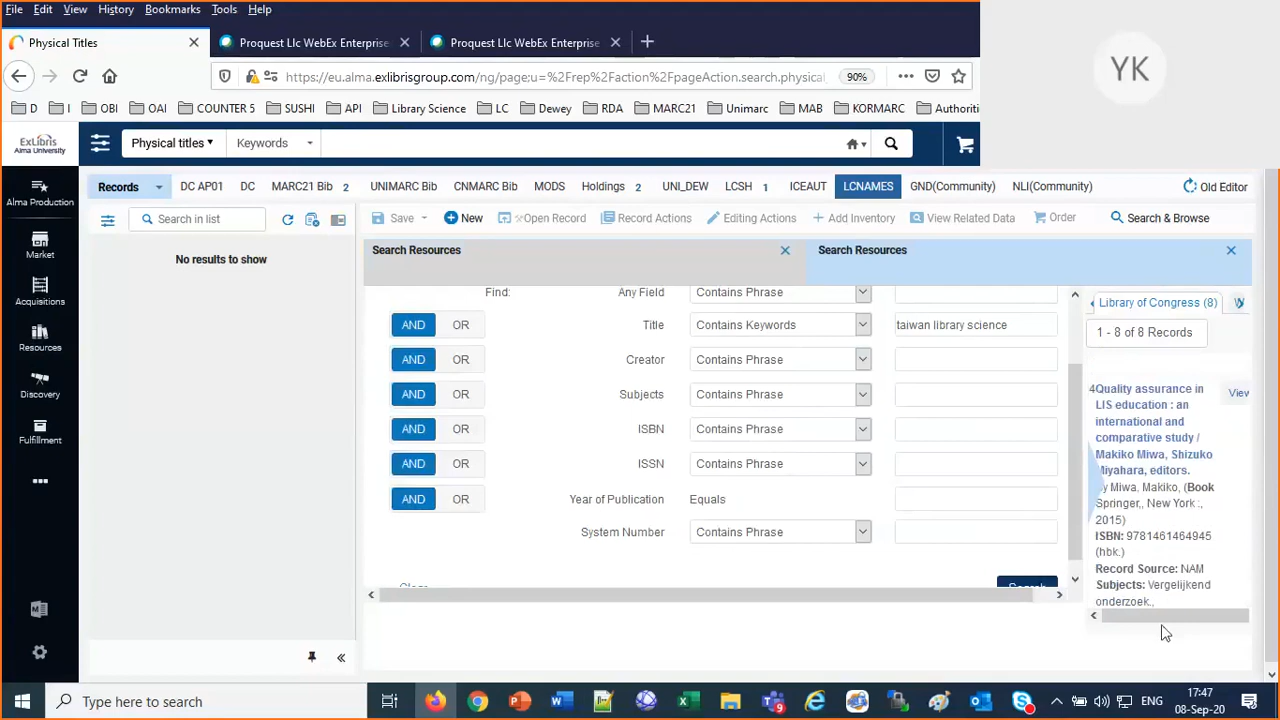 File Edit View History Bookmarks Tools Help
Physical Titles
Proquest Llc WebEx Enterprise
Proquest Llc WebEx Enterprise
YK
https://eu.alma.exlibrisgroup.com/ng/page;u=%2Frep%2Faction%2FpageAction.search.physical_
90%
D I OBI OAI COUNTER 5 SUSHI API Library Science LC Dewey RDA MARC21 Unimarc MAB KORMARC Authoriti
ExLibris
Alma University
Physical titles Keywords
Records DC AP01 DC MARC21 Bib 2 UNIMARC Bib CNMARC Bib MODS Holdings 2 UNI_DEW LCSH 1 ICEAUT LCNAMES GND(Community) NLI(Community) Old Editor
Alma Production
Market
Acquisitions
Resources
Discovery
Fulfillment
Search in list
Save New Open Record Record Actions Editing Actions Add Inventory View Related Data Order Search & Browse
No results to show
Search Resources
Search Resources
Find: Any Field Contains Phrase
AND OR Title Contains Keywords taiwan library science
AND OR Creator Contains Phrase
AND OR Subjects Contains Phrase
AND OR ISBN Contains Phrase
AND OR ISSN Contains Phrase
AND OR Year of Publication Equals
System Number Contains Phrase
Clear Search
Library of Congress (8)
1 - 8 of 8 Records
4 Quality assurance in
View
LIS education : an
international and
comparative study /
Makiko Miwa, Shizuko
Miyahara, editors.
By Miwa, Makiko, (Book
Springer,, New York :,
2015)
ISBN: 9781461464945
(hbk.)
Record Source: NAM
Subjects: Vergelijkend
onderzoek.,
Type here to search
ENG
17:47
08-Sep-20